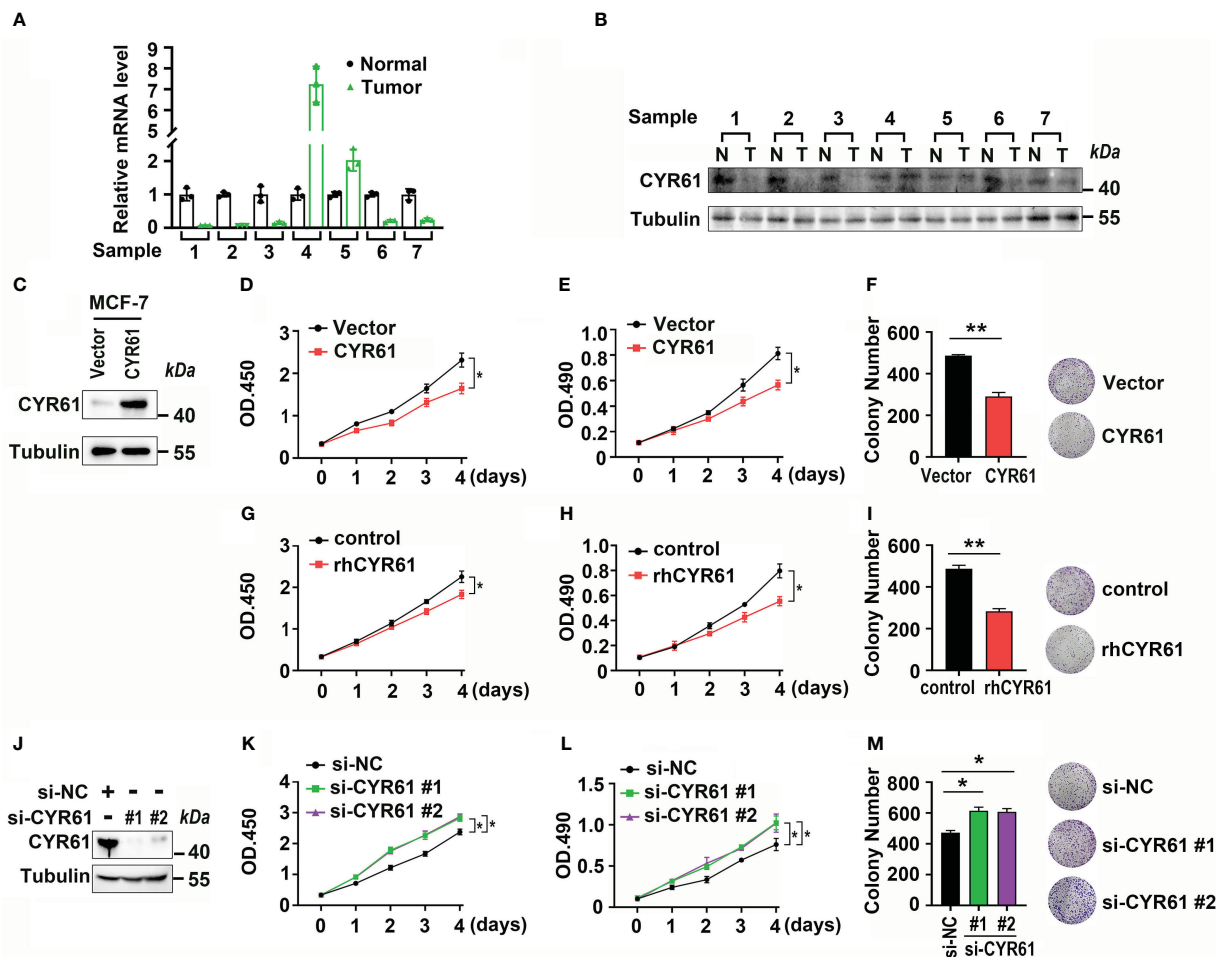 A
Relative mRNA level
9
8
7
6
5
2
1
0
Normal
Tumor
Sample 1 2 3 4 5 6 7
B
Sample 1 2 3 4 5 6 7
N T N T N T N T N T N T N T kDa
CYR61
40
Tubulin
55
C
MCF-7
Vector CYR61 kDa
CYR61
40
Tubulin
55
D
OD.450
3
2
1
0
Vector
CYR61
*
0 1 2 3 4 (days)
E
OD.490
1.0
0.8
0.6
0.4
0.2
0
Vector
CYR61
*
0 1 2 3 4 (days)
F
Colony Number
600
400
200
0
**
Vector CYR61
Vector
CYR61
G
OD.450
3
2
1
0
control
rhCYR61
*
0 1 2 3 4 (days)
H
OD.490
1.0
0.8
0.6
0.4
0.2
0
control
rhCYR61
*
0 1 2 3 4 (days)
I
Colony Number
600
400
200
0
**
control rhCYR61
control
rhCYR61
J
si-NC + - -
si-CYR61 - #1 #2 kDa
CYR61
40
Tubulin
55
K
OD.450
4
3
2
1
0
si-NC
si-CYR61 #1
si-CYR61 #2
* *
0 1 2 3 4 (days)
L
OD.490
1.5
1.0
0.5
0
si-NC
si-CYR61 #1
si-CYR61 #2
* *
0 1 2 3 4 (days)
M
Colony Number
1000
800
600
400
200
0
*
*
si-NC #1 #2
si-CYR61
si-NC
si-CYR61 #1
si-CYR61 #2